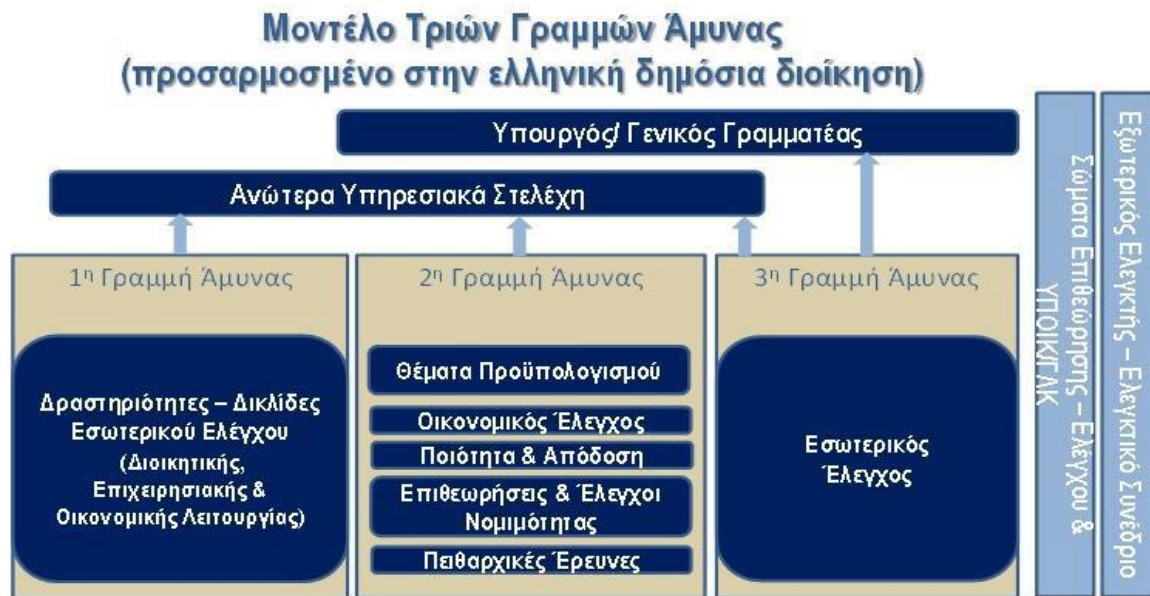 Μοντέλο Τριών Γραμμών Άμυνας
(προσαρμοσμένο στην ελληνική δημόσια διοίκηση)
Υπουργός/ Γενικός Γραμματέας
Ανώτερα Υπηρεσιακά Στελέχη
1η Γραμμή Άμυνας
Δραστηριότητες – Δικλίδες
Εσωτερικού Ελέγχου
(Διοικητικής,
Επιχειρησιακής &
Οικονομικής Λειτουργίας)
2η Γραμμή Άμυνας
Θέματα Προϋπολογισμού
Οικονομικός Έλεγχος
Ποιότητα & Απόδοση
Επιθεωρήσεις & Έλεγχοι
Νομιμότητας
Πειθαρχικές Έρευνες
3η Γραμμή Άμυνας
Εσωτερικός
Έλεγχος
Σώματα Επιθεώρησης – Ελέγχου &
ΥΠΟΙΚ/ΓΛΚ
Εξωτερικός Ελεγκτής – Ελεγκτικό Συνέδριο